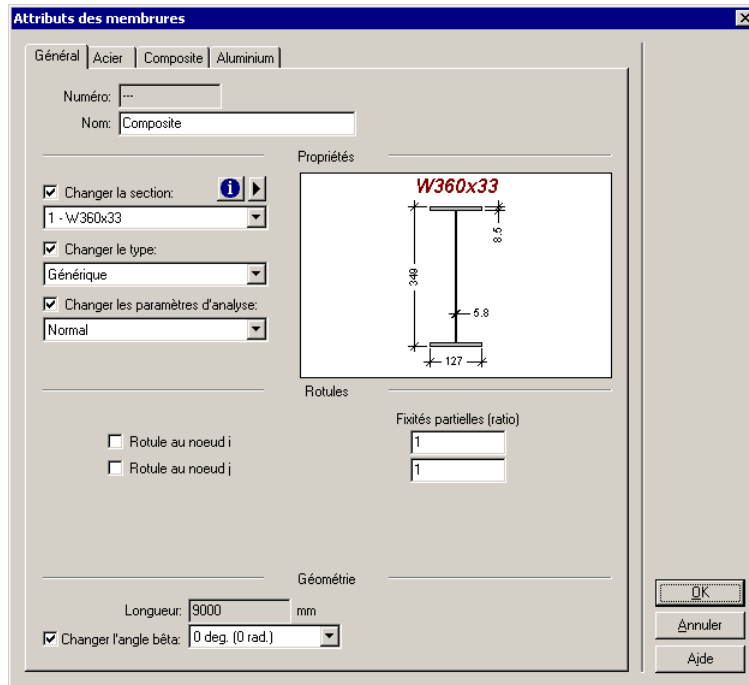 Attributs des membrures
Général Acier Composite Aluminium
Numéro: ---
Nom: Composite
Propriétés
Changer la section:
1 - W360x33
Changer le type:
Générique
Changer les paramètres d'analyse:
Normal
W360x33
8.5
349
5.8
127
Rotules
Fixités partielles (ratio)
Rotule au noeud i 1
Rotule au noeud j 1
Géométrie
Longueur: 9000 mm
Changer l'angle bêta: 0 deg. (0 rad.)
OK
Annuler
Aide